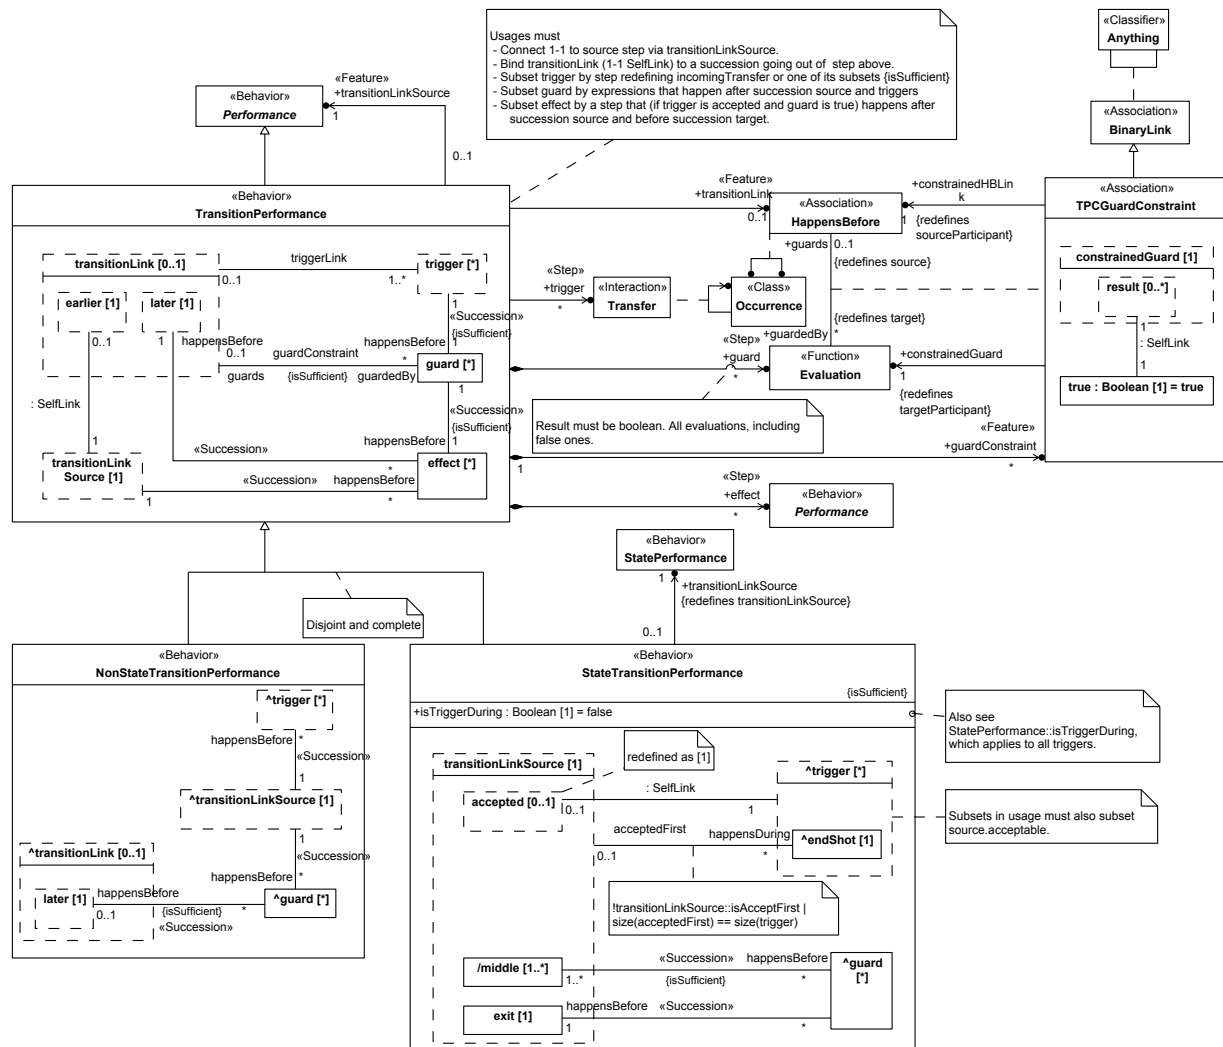 Usages must
- Connect 1-1 to source step via transitionLinkSource.
- Bind transitionLink (1-1 SelfLink) to a succession going out of  step above.
- Subset trigger by step redefining incomingTransfer or one of its subsets {isSufficient}
- Subset guard by expressions that happen after succession source and triggers
- Subset effect by a step that (if trigger is accepted and guard is true) happens after
succession source and before succession target.
«Classifier»
Anything
«Feature»
+transitionLinkSource
1
«Behavior»
Performance
0..1
«Association»
BinaryLink
«Behavior»
TransitionPerformance
«Feature»
+transitionLink
0..1
«Association»
HappensBefore
+constrainedHBLin
k
1
{redefines
sourceParticipant}
«Association»
TPCGuardConstraint
transitionLink [0..1]
0..1
triggerLink
1..*
trigger [*]
earlier [1]
0..1
later [1]
1
happensBefore
1
«Succession»
{isSufficient}
happensBefore
1
0..1
guards
guardConstraint
{isSufficient}
*
guardedBy
guard [*]
1
«Succession»
{isSufficient}
happensBefore
1
: SelfLink
1
transitionLink
Source [1]
«Succession»
*
effect [*]
1
«Succession»
happensBefore
*
«Step»
+trigger
*
«Interaction»
Transfer
+guards
0..1
{redefines source}
«Class»
Occurrence
{redefines target}
+guardedBy
*
«Step»
+guard
*
«Function»
Evaluation
+constrainedGuard
1
{redefines
targetParticipant}
constrainedGuard [1]
result [0..*]
1
: SelfLink
1
true : Boolean [1] = true
Result must be boolean. All evaluations, including
false ones.
1
«Feature»
+guardConstraint
*
«Step»
+effect
*
«Behavior»
Performance
«Behavior»
StatePerformance
1
+transitionLinkSource
{redefines transitionLinkSource}
0..1
Disjoint and complete
«Behavior»
NonStateTransitionPerformance
^trigger [*]
happensBefore
*
«Succession»
1
^transitionLinkSource [1]
1
«Succession»
happensBefore
*
^transitionLink [0..1]
later [1]
happensBefore
0..1
{isSufficient}
«Succession»
*
^guard [*]
«Behavior»
StateTransitionPerformance
{isSufficient}
+isTriggerDuring : Boolean [1] = false
Also see
StatePerformance::isTriggerDuring,
which applies to all triggers.
redefined as [1]
transitionLinkSource [1]
accepted [0..1]
0..1
: SelfLink
1
^trigger [*]
Subsets in usage must also subset
source.acceptable.
acceptedFirst
0..1
happensDuring
*
^endShot [1]
!transitionLinkSource::isAcceptFirst |
size(acceptedFirst) == size(trigger)
/middle [1..*]
1..*
«Succession»
{isSufficient}
happensBefore
*
^guard
[*]
exit [1]
happensBefore
1
«Succession»
*